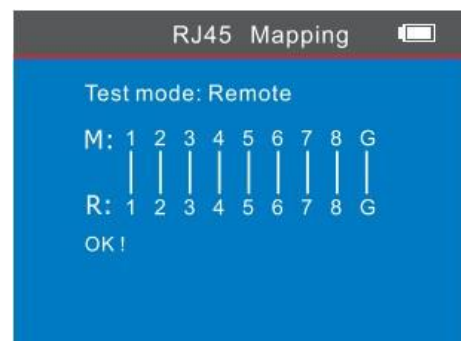 RJ45 Mapping
Test mode: Remote
M: 1 2 3 4 5 6 7 8 G
R: 1 2 3 4 5 6 7 8 G
OK!